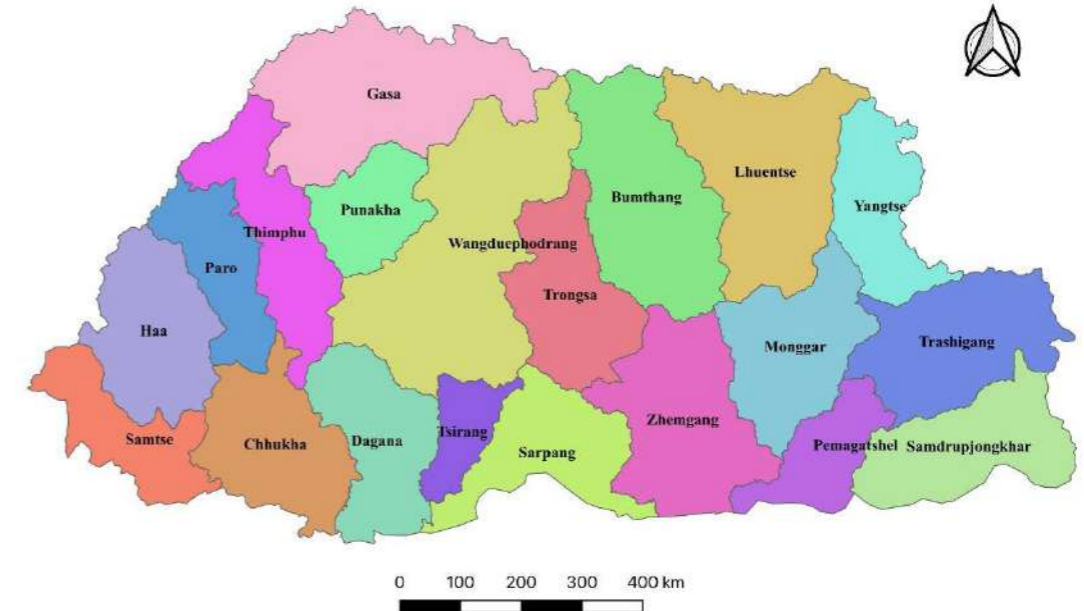 Gasa
Lhuentse
Bumthang
Yangtse
Punakha
Thimphu
Wangduephodrang
Paro
Trongsa
Haa
Monggar
Trashigang
Zhemgang
Samtse
Chhukha
Dagana
Tsirang
Sarpang
Pemagatshel
Samdrupjongkhar
0 100 200 300 400 km